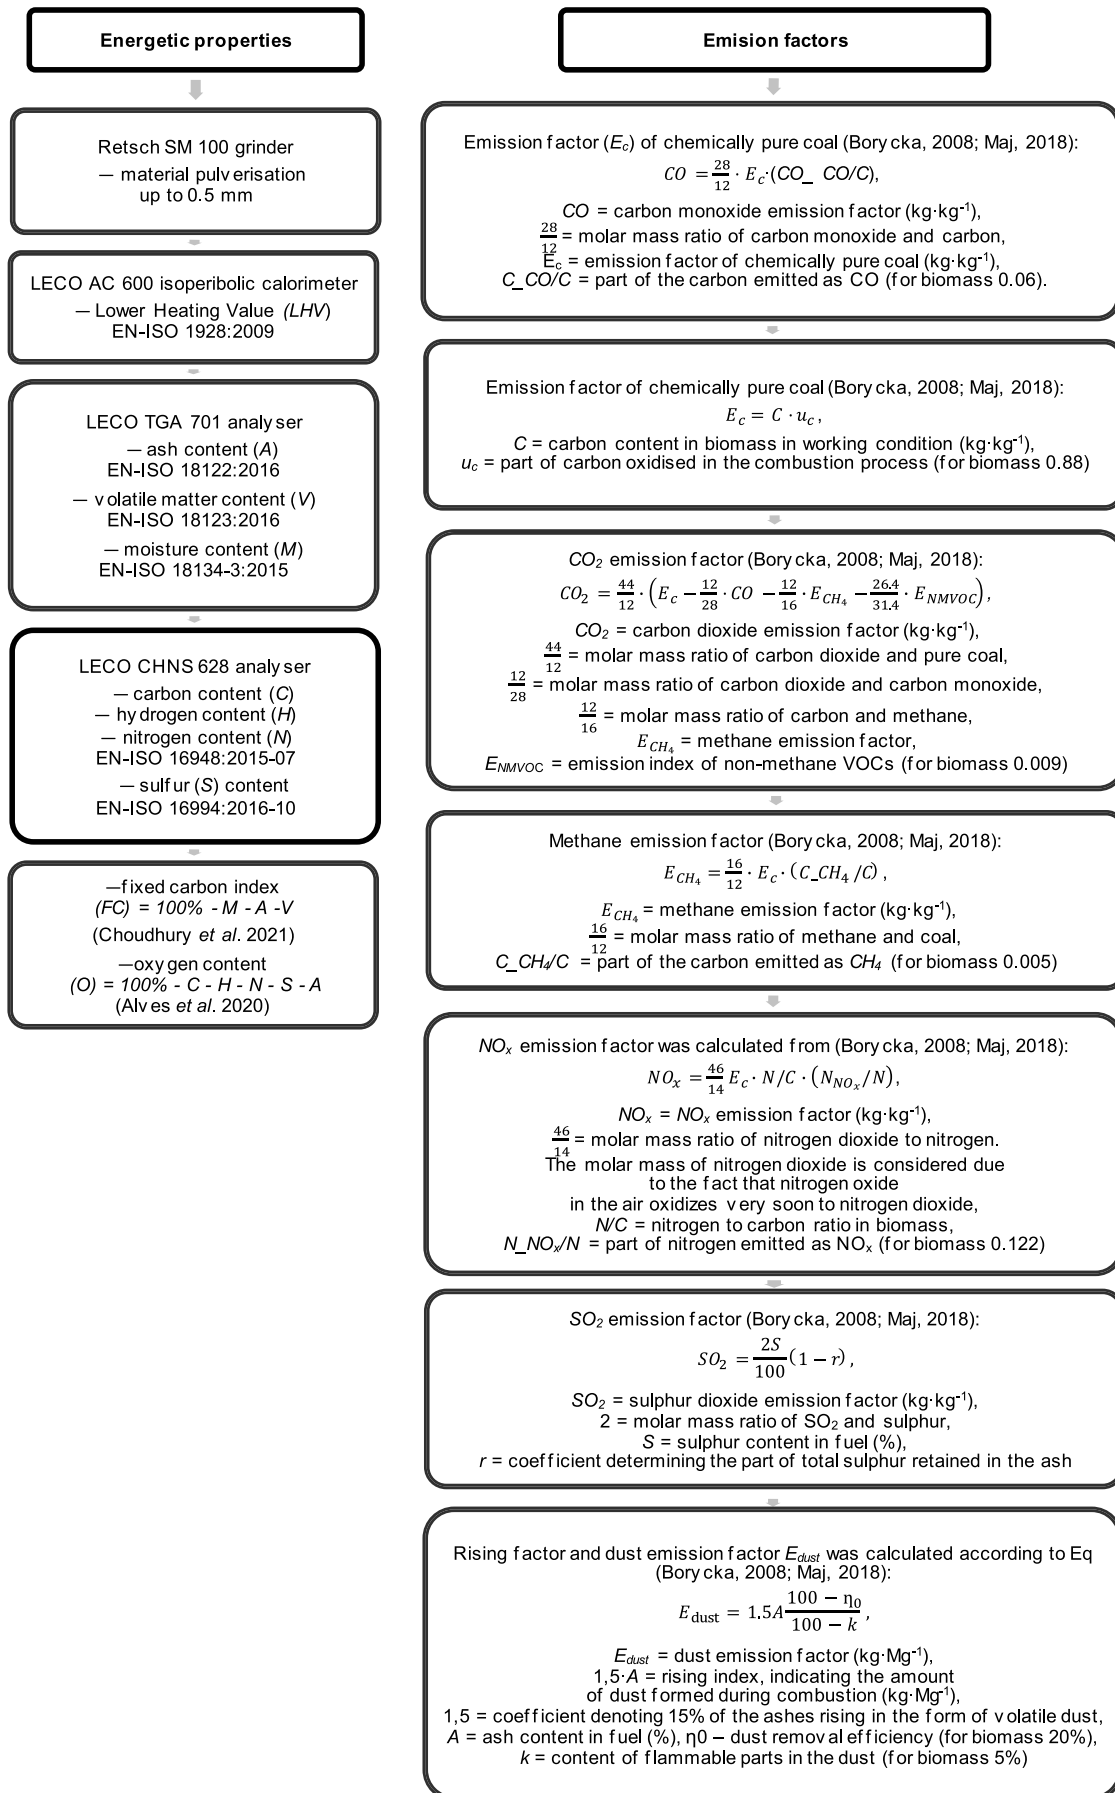 Energetic properties
Retsch SM 100 grinder
— material pulverisation
up to 0.5 mm
LECO AC 600 isoperibolic calorimeter
— Lower Heating Value (LHV)
EN-ISO 1928:2009
LECO TGA 701 analyser
— ash content (A)
EN-ISO 18122:2016
— volatile matter content (V)
EN-ISO 18123:2016
— moisture content (M)
EN-ISO 18134-3:2015
LECO CHNS 628 analyser
— carbon content (C)
— hydrogen content (H)
— nitrogen content (N)
EN-ISO 16948:2015-07
— sulfur (S) content
EN-ISO 16994:2016-10
—fixed carbon index
(FC) = 100% - M - A -V
(Choudhury et al. 2021)
—oxygen content
(O) = 100% - C - H - N - S - A
(Alves et al. 2020)
Emision factors
Emission factor (E_c) of chemically pure coal (Borycka, 2008; Maj, 2018):
CO = 28/12 · E_c·(CO_ CO/C),
CO = carbon monoxide emission factor (kg·kg⁻¹),
28/12 = molar mass ratio of carbon monoxide and carbon,
E_c = emission factor of chemically pure coal (kg·kg⁻¹),
C_CO/C = part of the carbon emitted as CO (for biomass 0.06).
Emission factor of chemically pure coal (Borycka, 2008; Maj, 2018):
E_c = C · u_c,
C = carbon content in biomass in working condition (kg·kg⁻¹),
u_c = part of carbon oxidised in the combustion process (for biomass 0.88)
CO₂ emission factor (Borycka, 2008; Maj, 2018):
CO₂ = 44/12 · (E_c − 12/28 · CO − 12/16 · E_CH₄ − 26.4/31.4 · E_NMVOC),
CO₂ = carbon dioxide emission factor (kg·kg⁻¹),
44/12 = molar mass ratio of carbon dioxide and pure coal,
12/28 = molar mass ratio of carbon dioxide and carbon monoxide,
12/16 = molar mass ratio of carbon and methane,
E_CH₄ = methane emission factor,
E_NMVOC = emission index of non-methane VOCs (for biomass 0.009)
Methane emission factor (Borycka, 2008; Maj, 2018):
E_CH₄ = 16/12 · E_c · (C_CH₄/C),
E_CH₄ = methane emission factor (kg·kg⁻¹),
16/12 = molar mass ratio of methane and coal,
C_CH₄/C = part of the carbon emitted as CH₄ (for biomass 0.005)
NOₓ emission factor was calculated from (Borycka, 2008; Maj, 2018):
NOₓ = 46/14 E_c · N/C · (N_NOₓ/N),
NOₓ = NOₓ emission factor (kg·kg⁻¹),
46/14 = molar mass ratio of nitrogen dioxide to nitrogen.
The molar mass of nitrogen dioxide is considered due
to the fact that nitrogen oxide
in the air oxidizes very soon to nitrogen dioxide,
N/C = nitrogen to carbon ratio in biomass,
N_NOₓ/N = part of nitrogen emitted as NOₓ (for biomass 0.122)
SO₂ emission factor (Borycka, 2008; Maj, 2018):
SO₂ = 2S/100 (1 − r),
SO₂ = sulphur dioxide emission factor (kg·kg⁻¹),
2 = molar mass ratio of SO₂ and sulphur,
S = sulphur content in fuel (%),
r = coefficient determining the part of total sulphur retained in the ash
Rising factor and dust emission factor E_dust was calculated according to Eq
(Borycka, 2008; Maj, 2018):
E_dust = 1.5A (100 − η₀)/(100 − k),
E_dust = dust emission factor (kg·Mg⁻¹),
1,5·A = rising index, indicating the amount
of dust formed during combustion (kg·Mg⁻¹),
1,5 = coefficient denoting 15% of the ashes rising in the form of volatile dust,
A = ash content in fuel (%), η0 – dust removal efficiency (for biomass 20%),
k = content of flammable parts in the dust (for biomass 5%)